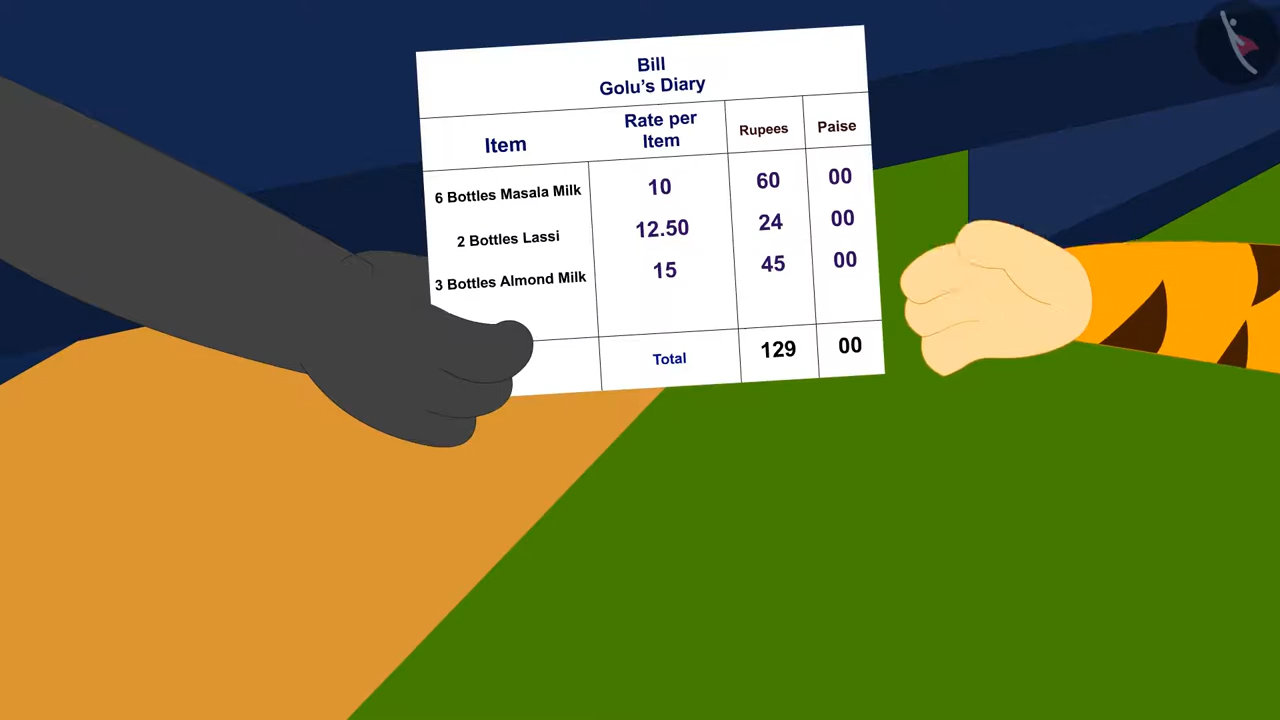 Bill
Golu's Diary
Item Rate per Item Rupees Paise
6 Bottles Masala Milk 10 60 00
2 Bottles Lassi 12.50 24 00
3 Bottles Almond Milk 15 45 00
Total 129 00